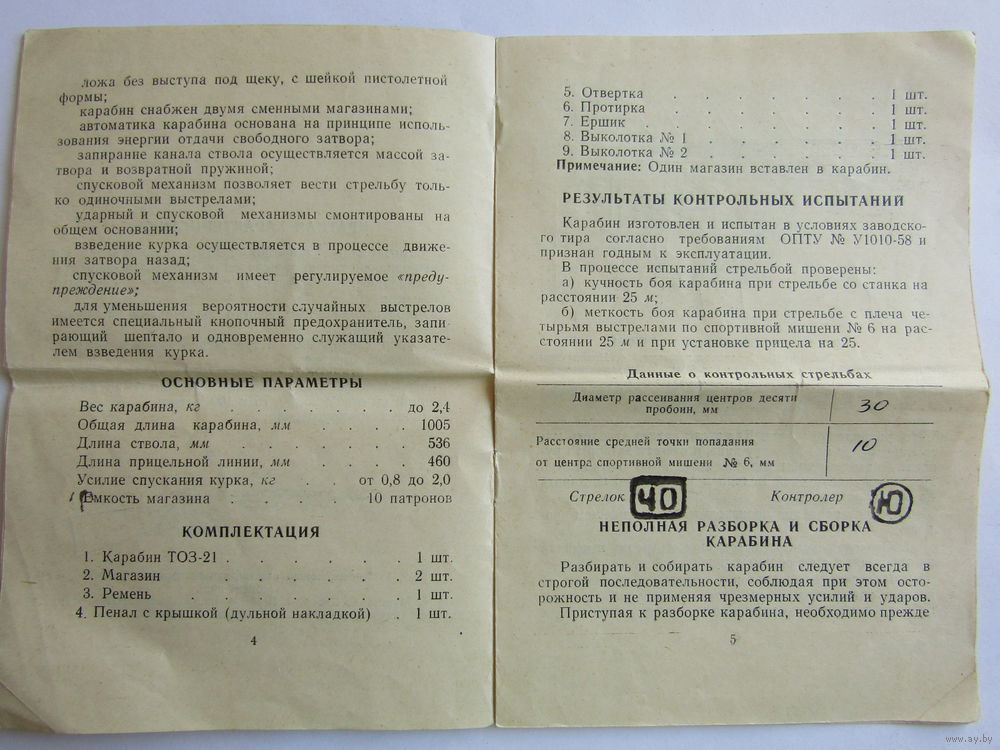 ложа без выступа под щеку, с шейкой пистолетной
формы;
карабин снабжен двумя сменными магазинами;
автоматика карабина основана на принципе исполь-
зования энергии отдачи свободного затвора;
запирание канала ствола осуществляется массой за-
твора и возвратной пружиной;
спусковой механизм позволяет вести стрельбу толь-
ко одиночными выстрелами;
ударный и спусковой механизмы смонтированы на
общем основании;
взведение курка осуществляется в процессе движе-
ния затвора назад;
спусковой механизм имеет регулируемое «преду-
преждение»;
для уменьшения вероятности случайных выстрелов
имеется специальный кнопочный предохранитель, запи-
рающий шептало и одновременно служащий указате-
лем взведения курка.
ОСНОВНЫЕ ПАРАМЕТРЫ
Вес карабина, кг . . . . . . . до 2,4
Общая длина карабина, мм . . . . 1005
Длина ствола, мм . . . . . . 536
Длина прицельной линии, мм . . . . 460
Усилие спускания курка, кг . . от 0,8 до 2,0
Емкость магазина . . . . 10 патронов
КОМПЛЕКТАЦИЯ
1. Карабин ТОЗ-21 . . . . . . 1 шт.
2. Магазин . . . . . . 2 шт.
3. Ремень . . . . . . . 1 шт.
4. Пенал с крышкой (дульной накладкой) . 1 шт.
4
5. Отвертка . . . . . . . 1 шт.
6. Протирка . . . . . . . 1 шт.
7. Ершик . . . . . . . . 1 шт.
8. Выколотка № 1 . . . . . . 1 шт.
9. Выколотка № 2 . . . . . . 1 шт.
Примечание: Один магазин вставлен в карабин.
РЕЗУЛЬТАТЫ КОНТРОЛЬНЫХ ИСПЫТАНИЙ
Карабин изготовлен и испытан в условиях заводско-
го тира согласно требованиям ОПТУ № У1010-58 и
признан годным к эксплуатации.
В процессе испытаний стрельбой проверены:
а) кучность боя карабина при стрельбе со станка на
расстоянии 25 м;
б) меткость боя карабина при стрельбе с плеча че-
тырьмя выстрелами по спортивной мишени № 6 на рас-
стоянии 25 м и при установке прицела на 25.
Данные о контрольных стрельбах
Диаметр рассеивания центров десяти
пробоин, мм 30
Расстояние средней точки попадания
от центра спортивной мишени № 6, мм 10
Стрелок 40 Контролер Ю
НЕПОЛНАЯ РАЗБОРКА И СБОРКА
КАРАБИНА
Разбирать и собирать карабин следует всегда в
строгой последовательности, соблюдая при этом осто-
рожность и не применяя чрезмерных усилий и ударов.
Приступая к разборке карабина, необходимо прежде
5
www.ay.by